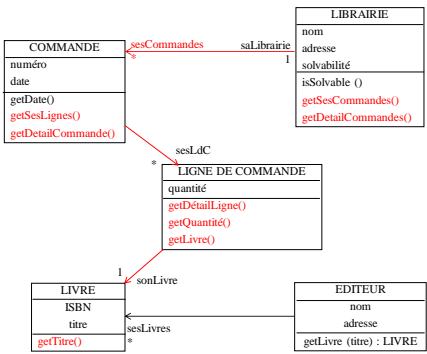 LIBRAIRIE
nom
adresse
solvabilité
isSolvable ()
getSesCommandes()
getDetailCommandes()
sesCommandes
*
saLibrairie
1
COMMANDE
numéro
date
getDate()
getSesLignes()
getDetailCommande()
sesLdC
*
LIGNE DE COMMANDE
quantité
getDétailLigne()
getQuantité()
getLivre()
1
sonLivre
LIVRE
ISBN
titre
getTitre()
sesLivres
*
EDITEUR
nom
adresse
getLivre (titre) : LIVRE